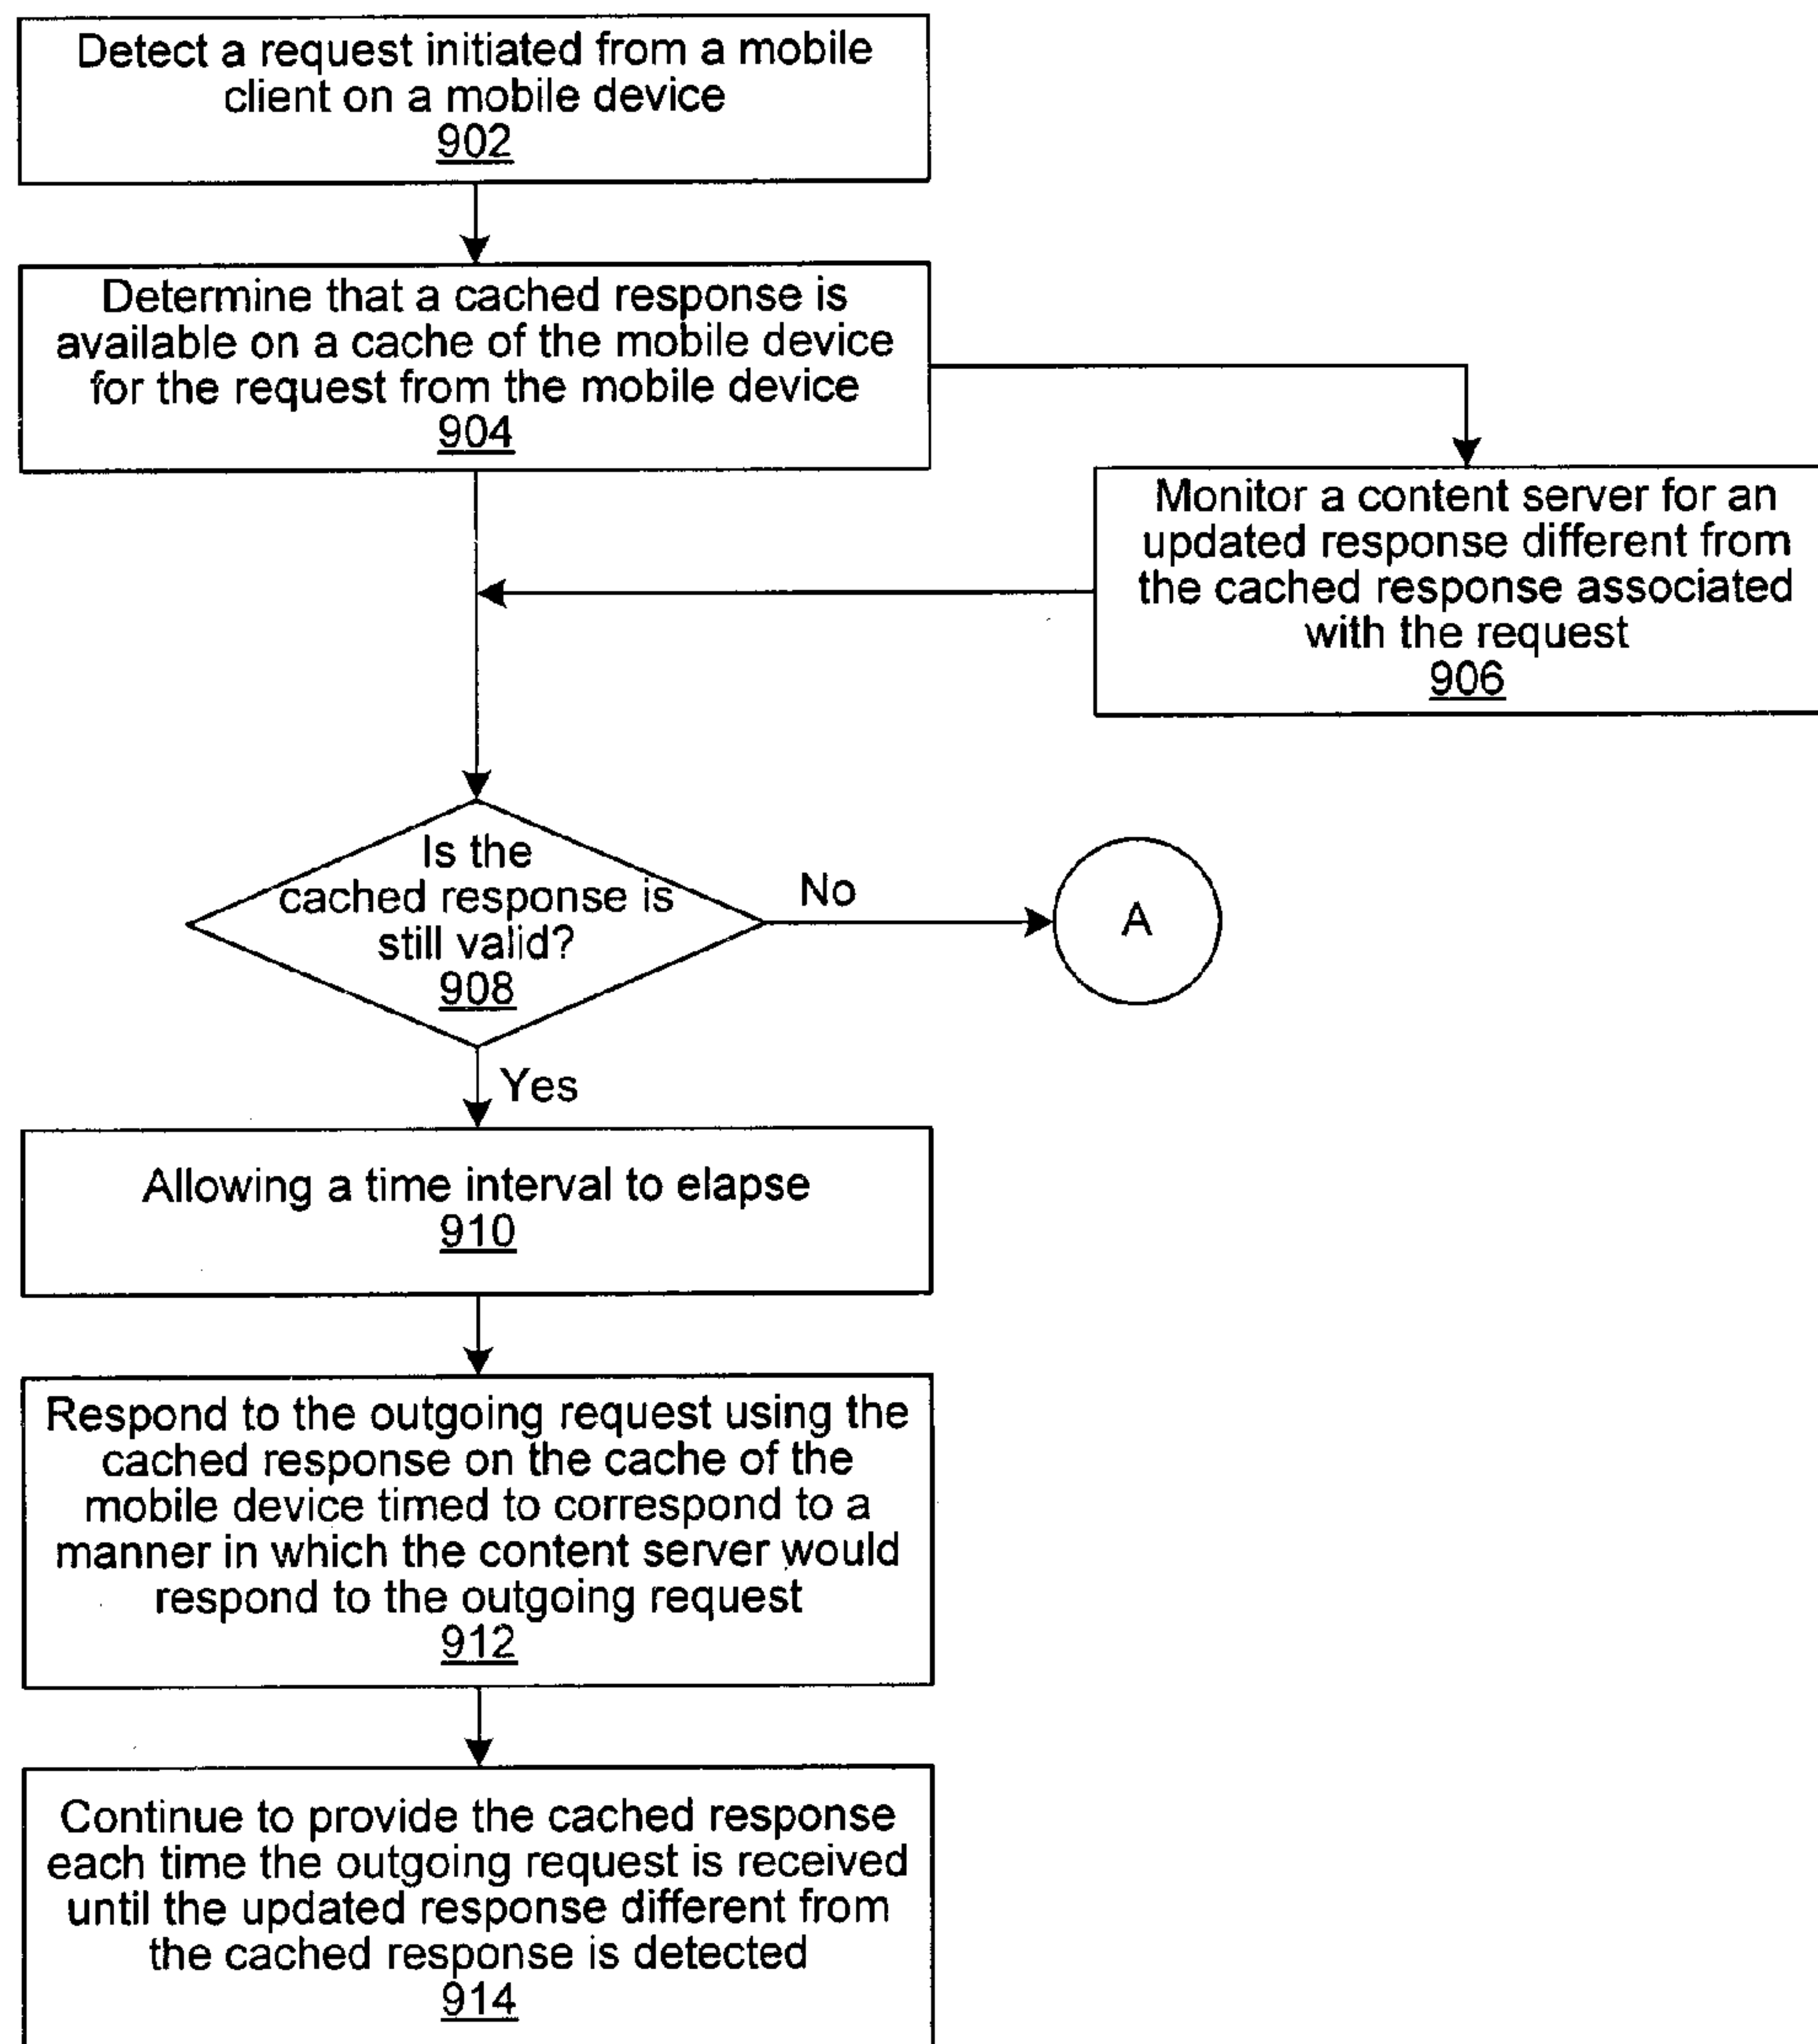 Detect a request initiated from a mobile
client on a mobile device
902
Determine that a cached response is
available on a cache of the mobile device
for the request from the mobile device
904
Monitor a content server for an
updated response different from
the cached response associated
with the request
906
Is the
cached response is
still valid?
908
No
A
Yes
Allowing a time interval to elapse
910
Respond to the outgoing request using the
cached response on the cache of the
mobile device timed to correspond to a
manner in which the content server would
respond to the outgoing request
912
Continue to provide the cached response
each time the outgoing request is received
until the updated response different from
the cached response is detected
914